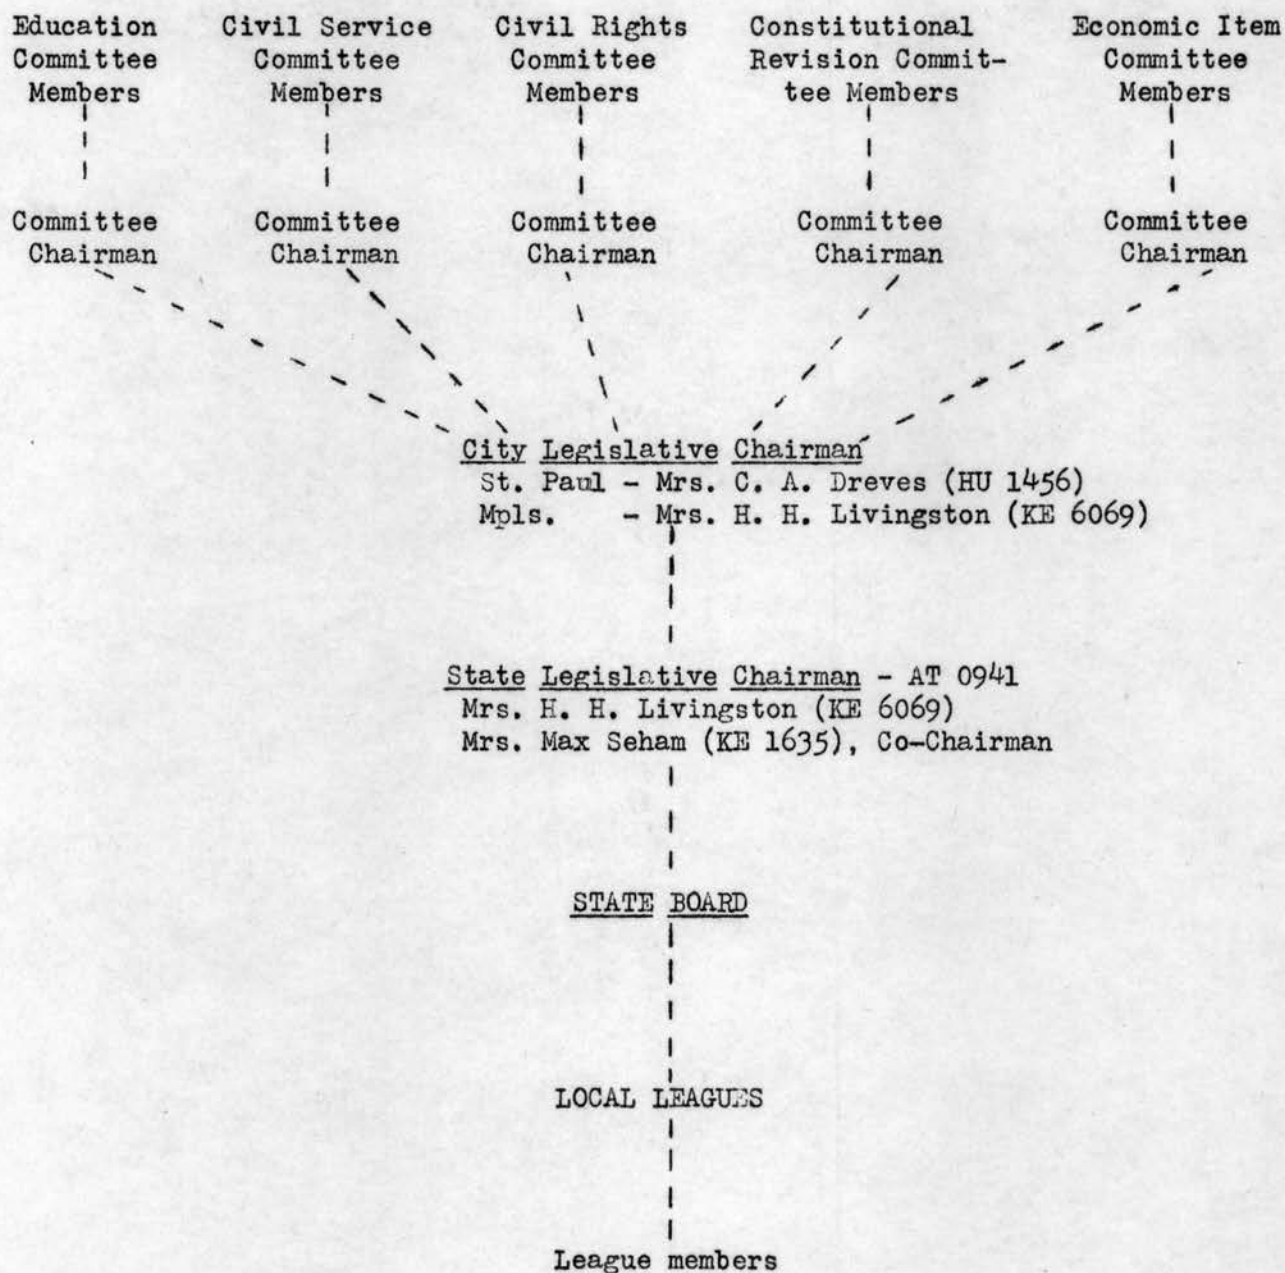 Education Civil Service Civil Rights Constitutional Economic Item
Committee Committee Committee Revision Commit- Committee
Members Members Members tee Members Members
Committee Committee Committee Committee Committee
Chairman Chairman Chairman Chairman Chairman
City Legislative Chairman
St. Paul - Mrs. C. A. Dreves (HU 1456)
Mpls. - Mrs. H. H. Livingston (KE 6069)
State Legislative Chairman - AT 0941
Mrs. H. H. Livingston (KE 6069)
Mrs. Max Seham (KE 1635), Co-Chairman
STATE BOARD
LOCAL LEAGUES
League members